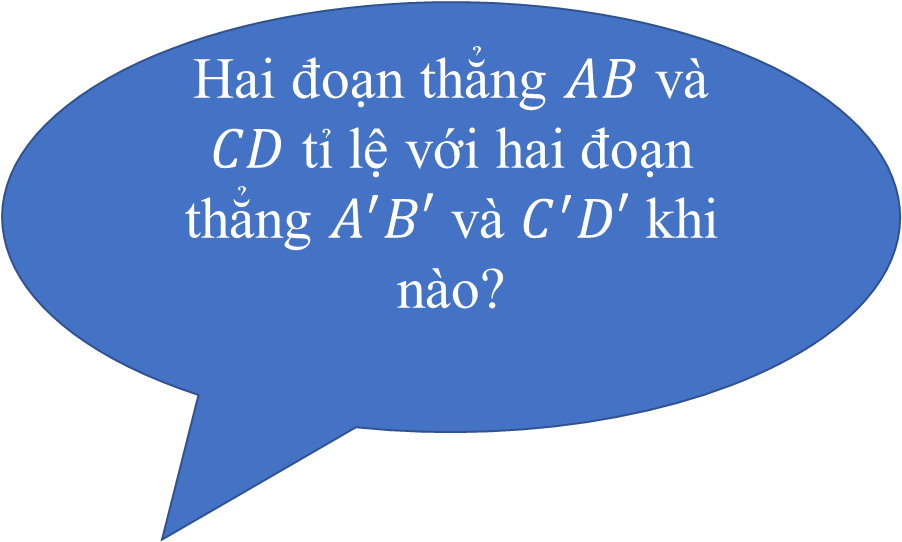 Hai đoạn thẳng AB và
CD tỉ lệ với hai đoạn
thẳng A′B′ và C′D′ khi
nào?